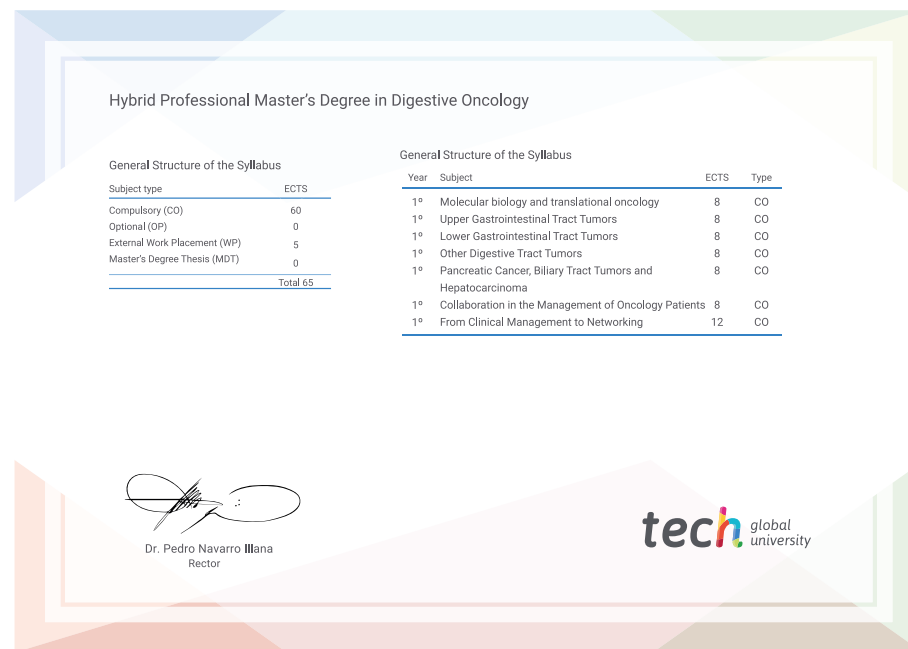 Hybrid Professional Master's Degree in Digestive Oncology
General Structure of the Syllabus
Subject type ECTS
Compulsory (CO) 60
Optional (OP) 0
External Work Placement (WP) 5
Master's Degree Thesis (MDT) 0
Total 65
General Structure of the Syllabus
Year Subject ECTS Type
1º Molecular biology and translational oncology 8 CO
1º Upper Gastrointestinal Tract Tumors 8 CO
1º Lower Gastrointestinal Tract Tumors 8 CO
1º Other Digestive Tract Tumors 8 CO
1º Pancreatic Cancer, Biliary Tract Tumors and 8 CO
Hepatocarcinoma
1º Collaboration in the Management of Oncology Patients 8 CO
1º From Clinical Management to Networking 12 CO
Dr. Pedro Navarro Illana
Rector
tech global
university